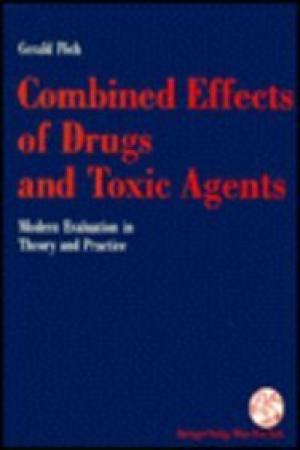 Gerald Pöch
Combined Effects
of Drugs
and Toxic Agents
Modern Evaluation in
Theory and Practice
Springer-Verlag Wien New York